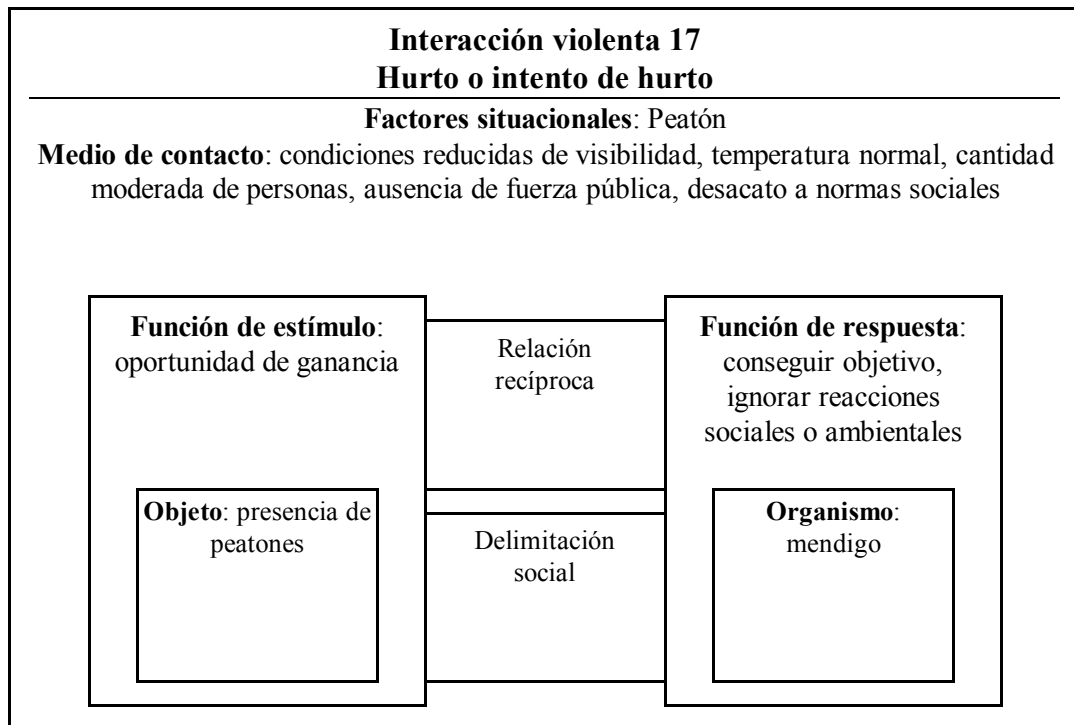 Interacción violenta 17
Hurto o intento de hurto
Factores situacionales: Peatón
Medio de contacto: condiciones reducidas de visibilidad, temperatura normal, cantidad
moderada de personas, ausencia de fuerza pública, desacato a normas sociales
Función de estímulo:
oportunidad de ganancia
Objeto: presencia de
peatones
Relación
recíproca
Delimitación
social
Función de respuesta:
conseguir objetivo,
ignorar reacciones
sociales o ambientales
Organismo:
mendigo